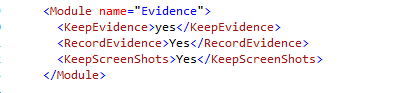 <Module name="Evidence">
<KeepEvidence>yes</KeepEvidence>
<RecordEvidence>Yes</RecordEvidence>
<KeepScreenShots>Yes</KeepScreenShots>
</Module>